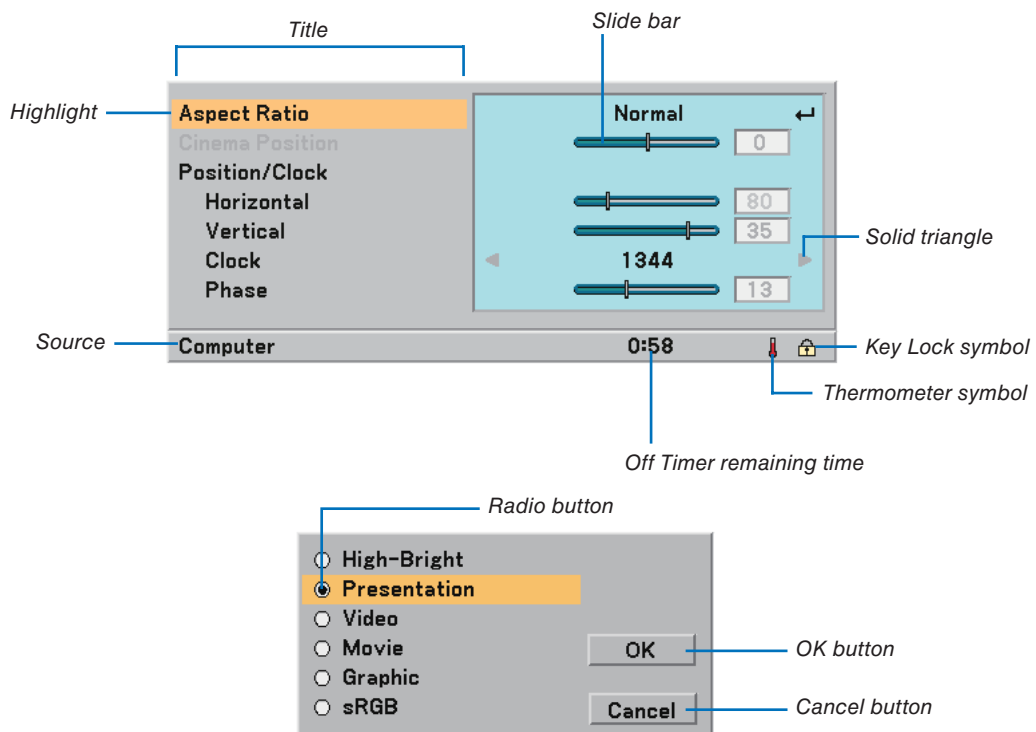 Title
Slide bar
Highlight
Aspect Ratio
Normal
Cinema Position
0
Position/Clock
Horizontal
80
Vertical
35
Solid triangle
Clock
1344
Phase
13
Source
Computer
0:58
Key Lock symbol
Thermometer symbol
Off Timer remaining time
Radio button
High-Bright
Presentation
Video
Movie
OK
OK button
Graphic
sRGB
Cancel
Cancel button